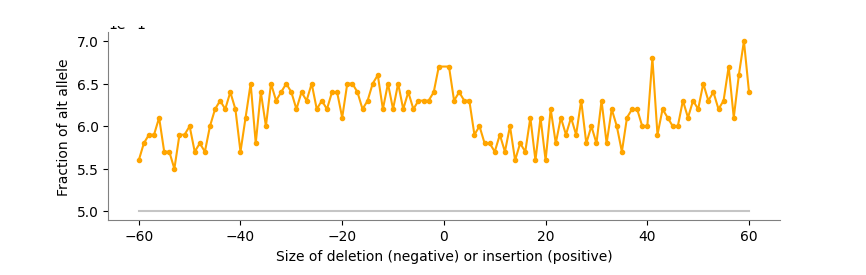 7.0
6.5
6.0
5.5
5.0
Fraction of alt allele
−60 −40 −20 0 20 40 60
Size of deletion (negative) or insertion (positive)